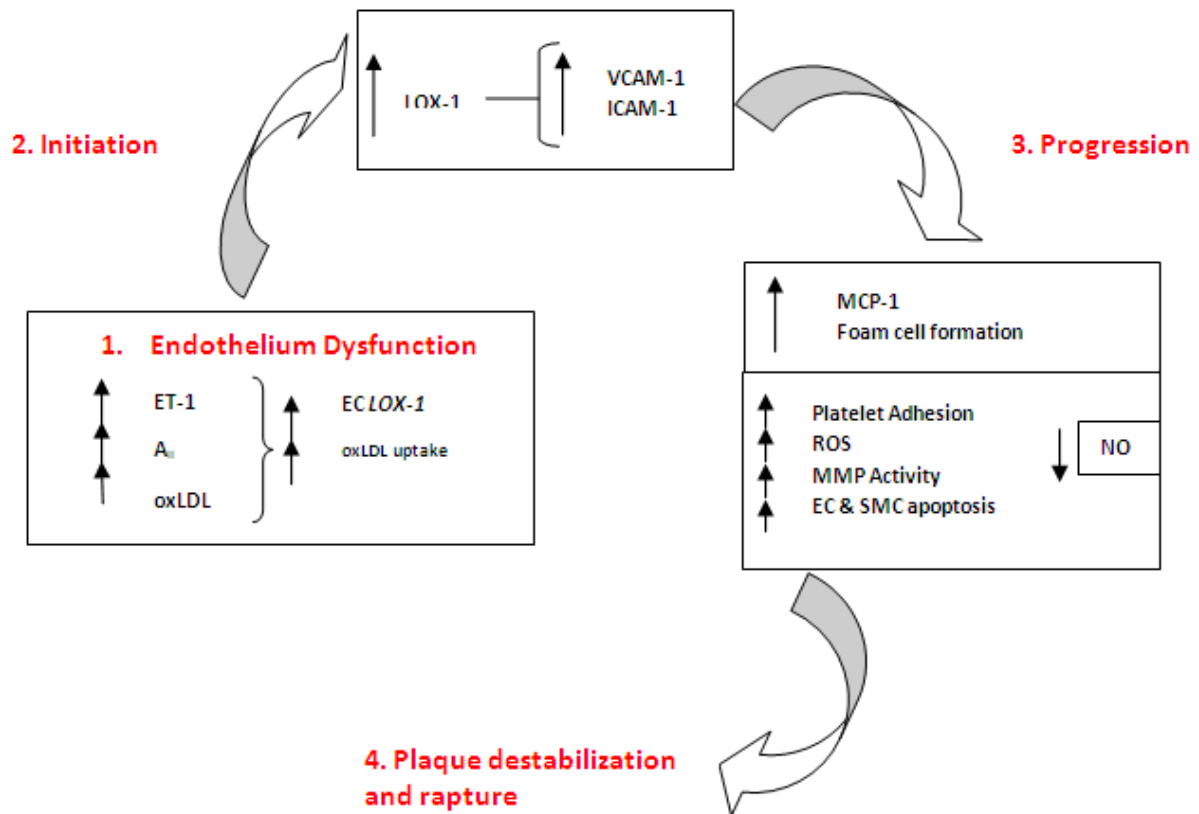 LOX-1
VCAM-1
ICAM-1
2. Initiation
3. Progression
1. Endothelium Dysfunction
ET-1
AII
oxLDL
EC LOX-1
oxLDL uptake
MCP-1
Foam cell formation
Platelet Adhesion
ROS
MMP Activity
EC & SMC apoptosis
NO
4. Plaque destabilization
and rapture